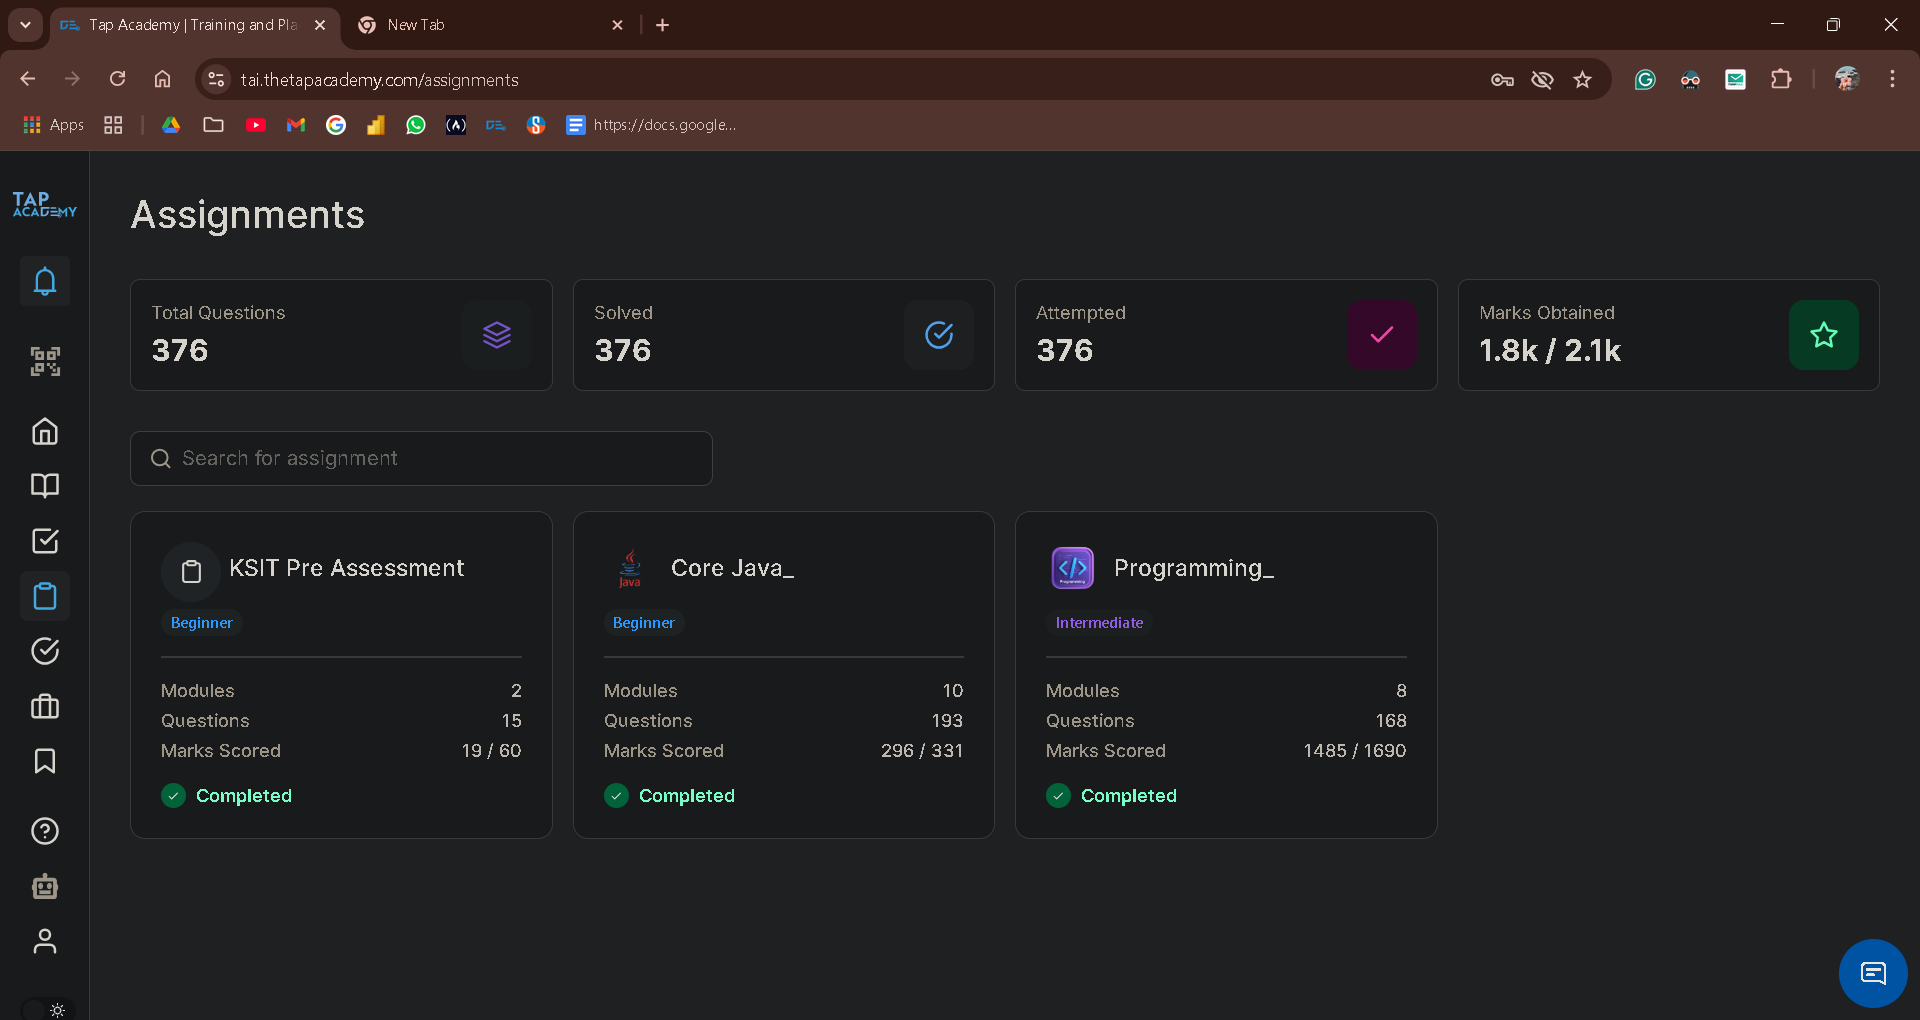 Tap Academy | Training and Pla
New Tab
tai.thetapacademy.com/assignments
Apps
https://docs.google...
TAP
ACADEMY
Assignments
Total Questions
376
Solved
376
Attempted
376
Marks Obtained
1.8k / 2.1k
Search for assignment
KSIT Pre Assessment
Beginner
Modules 2
Questions 15
Marks Scored 19 / 60
Completed
Java
Core Java_
Beginner
Modules 10
Questions 193
Marks Scored 296 / 331
Completed
Programming
Programming_
Intermediate
Modules 8
Questions 168
Marks Scored 1485 / 1690
Completed